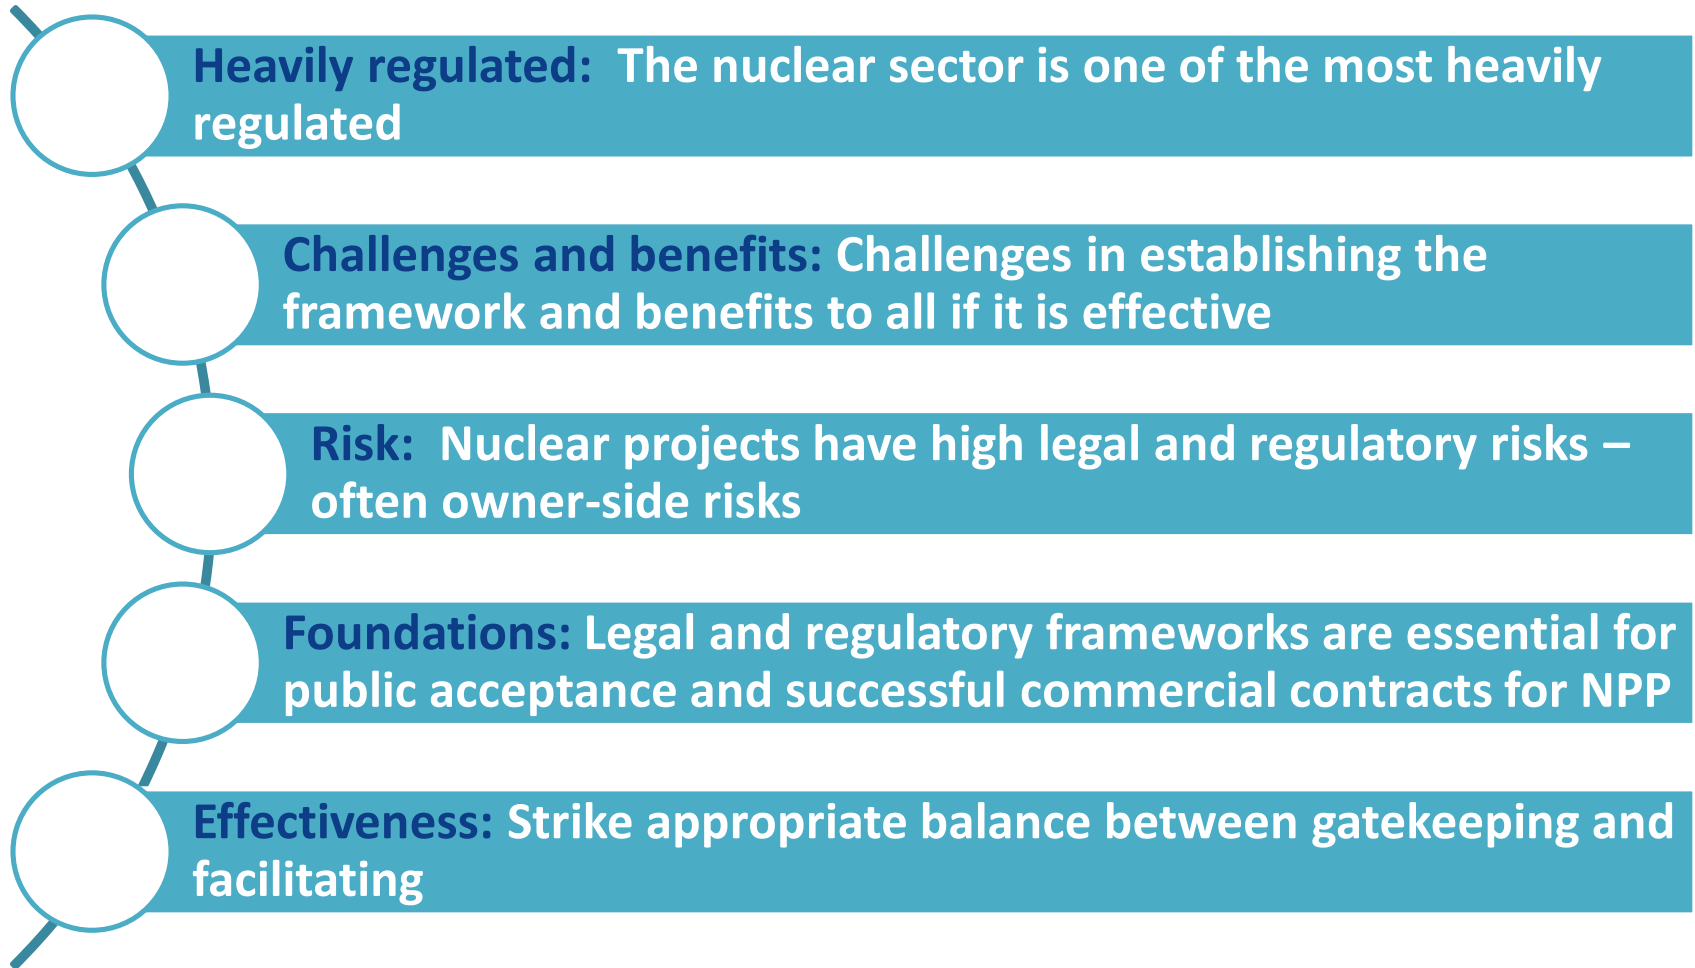 Heavily regulated:  The nuclear sector is one of the most heavily
regulated
Challenges and benefits: Challenges in establishing the
framework and benefits to all if it is effective
Risk:  Nuclear projects have high legal and regulatory risks –
often owner-side risks
Foundations: Legal and regulatory frameworks are essential for
public acceptance and successful commercial contracts for NPP
Effectiveness: Strike appropriate balance between gatekeeping and
facilitating